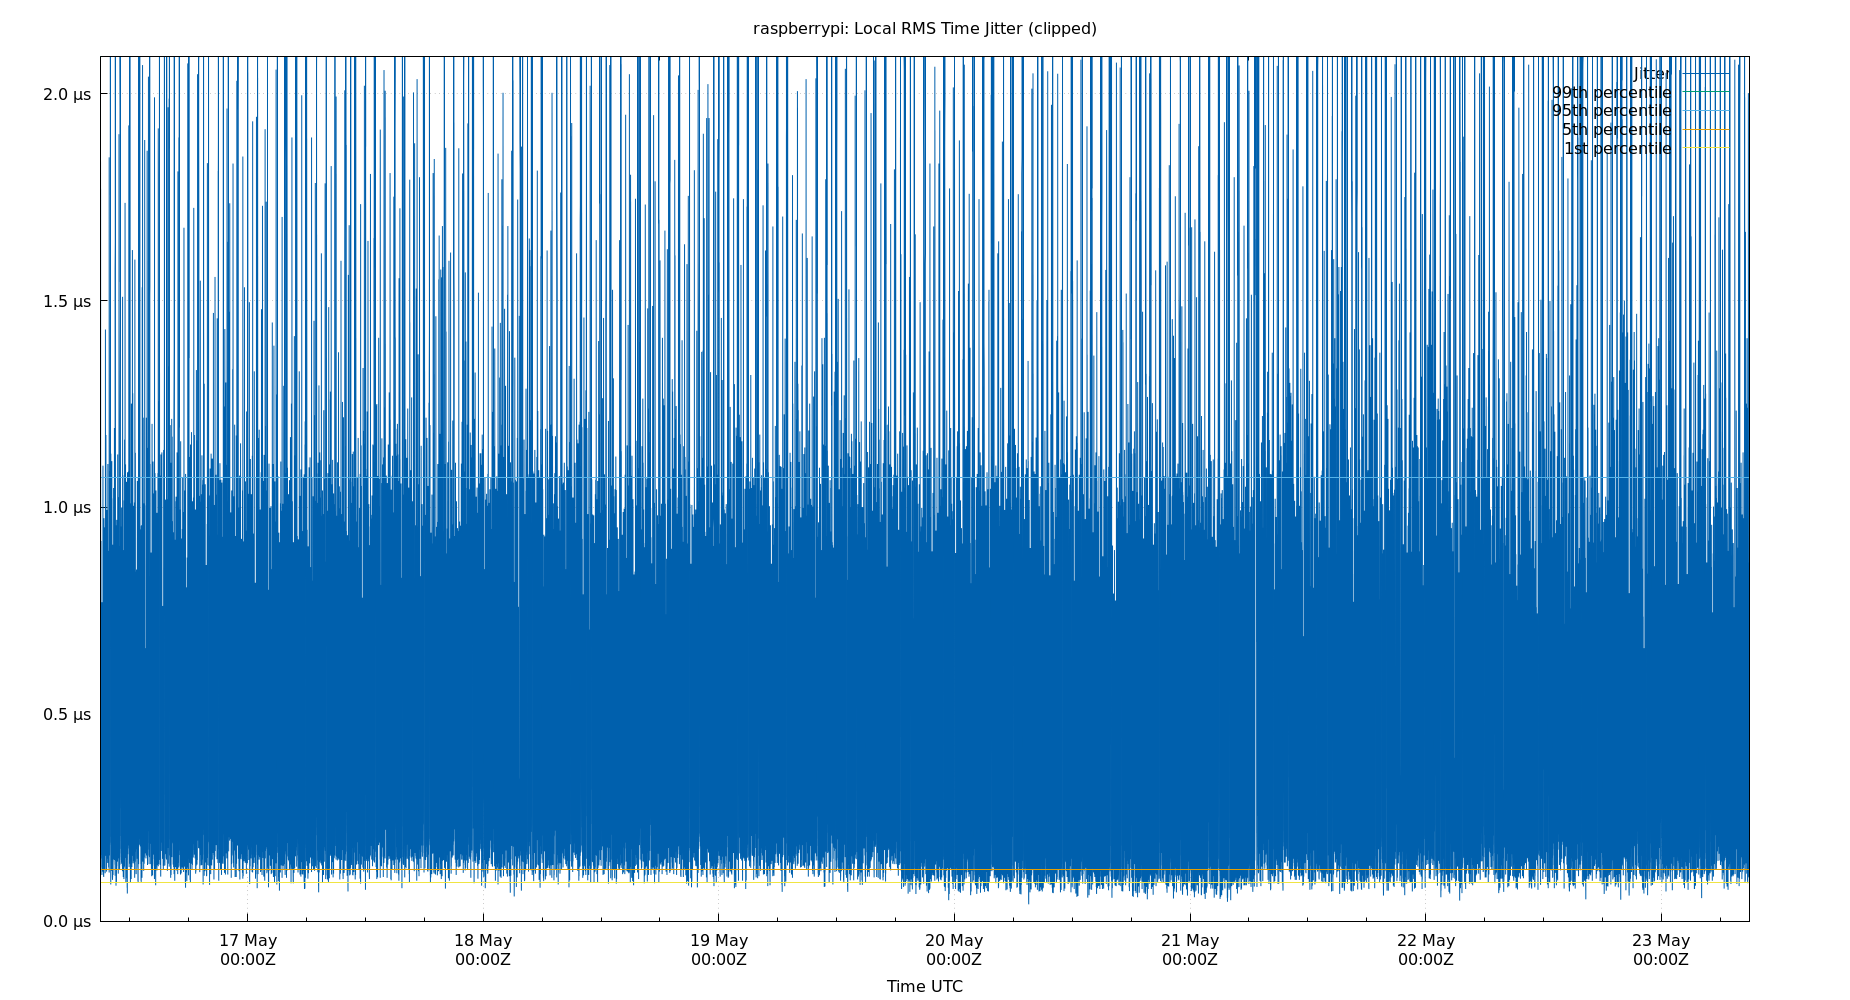 raspberrypi: Local RMS Time Jitter (clipped)
Jitter
99th percentile
95th percentile
5th percentile
1st percentile
2.0 µs
1.5 µs
1.0 µs
0.5 µs
0.0 µs
17 May 18 May 19 May 20 May 21 May 22 May 23 May
00:00Z 00:00Z 00:00Z 00:00Z 00:00Z 00:00Z 00:00Z
Time UTC